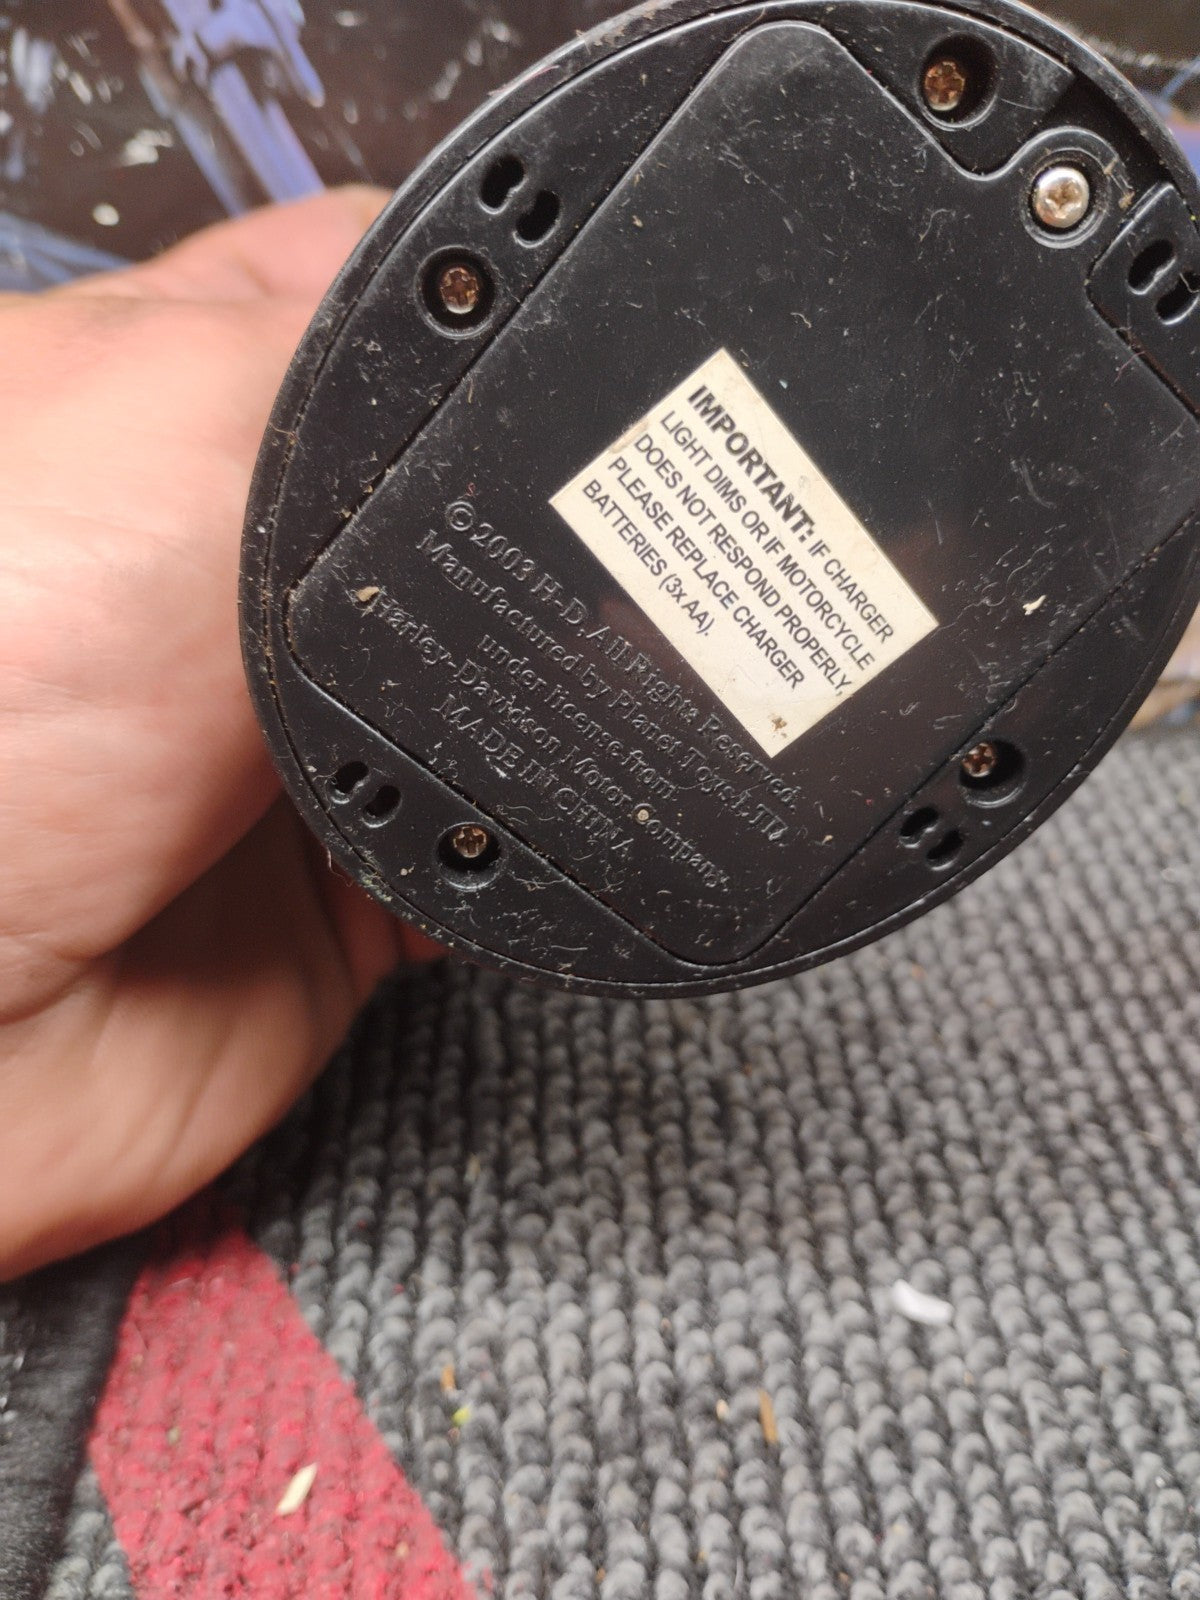 IMPORTANT: IF CHARGER
LIGHT DIMS OR IF MOTORCYCLE
DOES NOT RESPOND PROPERLY,
PLEASE REPLACE CHARGER
BATTERIES (3x AA).
©2003 H-D. All Rights Reserved.
Manufactured by Planet Toys LTD.
under license from
Harley-Davidson Motor Company.
MADE IN CHINA